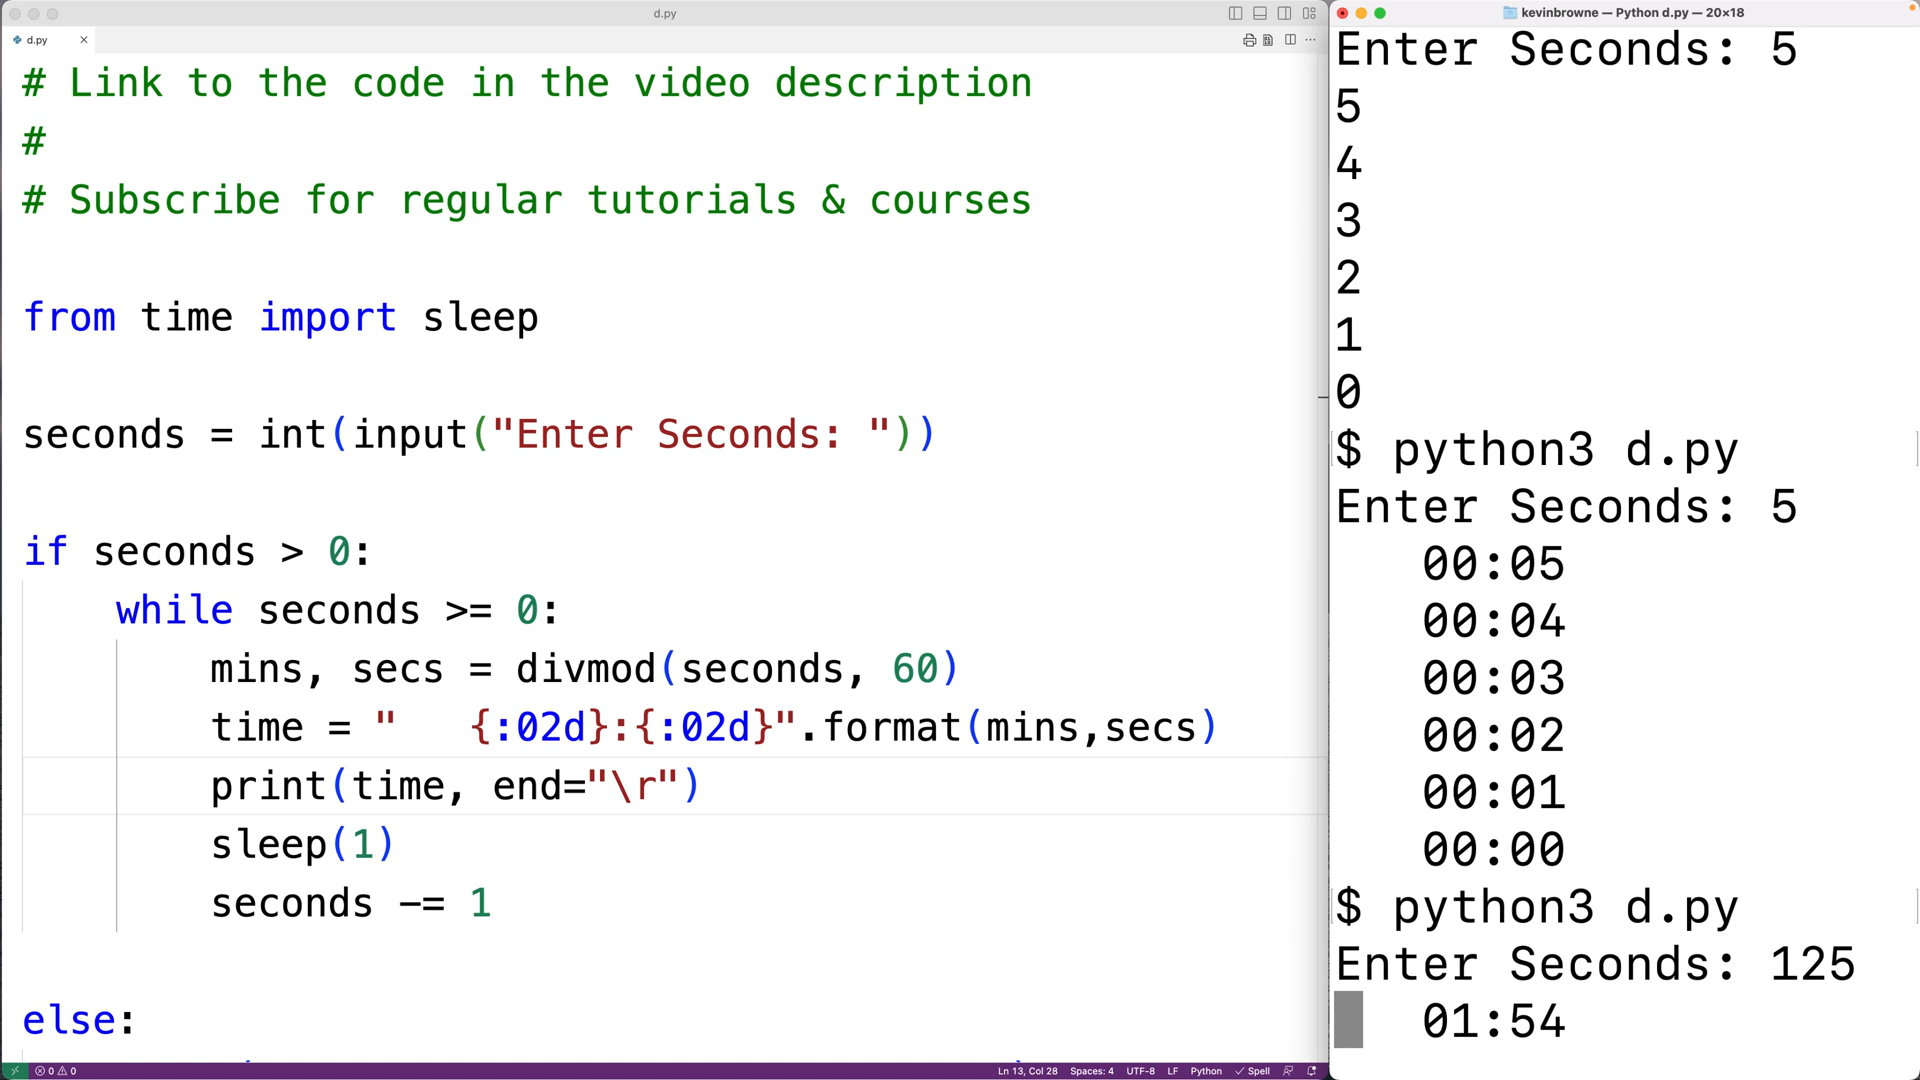 d.py
d.py
# Link to the code in the video description
#
# Subscribe for regular tutorials & courses
from time import sleep
seconds = int(input("Enter Seconds: "))
if seconds > 0:
    while seconds >= 0:
        mins, secs = divmod(seconds, 60)
        time = "   {:02d}:{:02d}".format(mins,secs)
        print(time, end="\r")
        sleep(1)
        seconds -= 1
else:
0 0
Ln 13, Col 28 Spaces: 4 UTF-8 LF Python Spell
kevinbrowne — Python d.py — 20×18
Enter Seconds: 5
5
4
3
2
1
0
$ python3 d.py
Enter Seconds: 5
   00:05
   00:04
   00:03
   00:02
   00:01
   00:00
$ python3 d.py
Enter Seconds: 125
   01:54